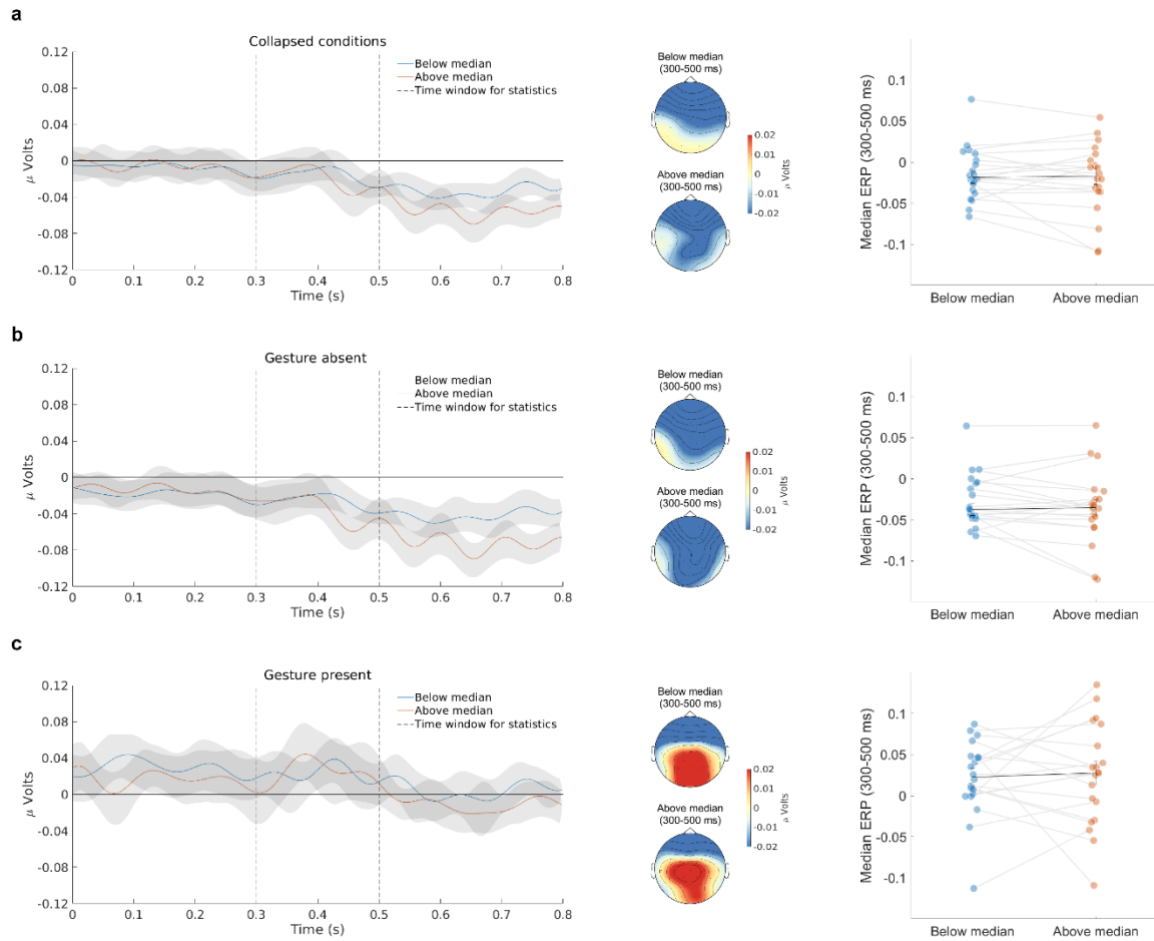 a
Collapsed conditions
0.12
0.08
0.04
0
-0.04
-0.08
-0.12
μ Volts
Below median
Above median
Time window for statistics
0 0.1 0.2 0.3 0.4 0.5 0.6 0.7 0.8
Time (s)
Below median
(300-500 ms)
Above median
(300-500 ms)
0.02
0.01
0
-0.01
-0.02
μ Volts
Median ERP (300-500 ms)
0.1
0.05
0
-0.05
-0.1
Below median Above median
b
Gesture absent
0.12
0.08
0.04
0
-0.04
-0.08
-0.12
μ Volts
Below median
Above median
Time window for statistics
0 0.1 0.2 0.3 0.4 0.5 0.6 0.7 0.8
Time (s)
Below median
(300-500 ms)
Above median
(300-500 ms)
0.02
0.01
0
-0.01
-0.02
μ Volts
Median ERP (300-500 ms)
0.1
0.05
0
-0.05
-0.1
Below median Above median
c
Gesture present
0.12
0.08
0.04
0
-0.04
-0.08
-0.12
μ Volts
Below median
Above median
Time window for statistics
0 0.1 0.2 0.3 0.4 0.5 0.6 0.7 0.8
Time (s)
Below median
(300-500 ms)
Above median
(300-500 ms)
0.02
0.01
0
-0.01
-0.02
μ Volts
Median ERP (300-500 ms)
0.1
0.05
0
-0.05
-0.1
Below median Above median